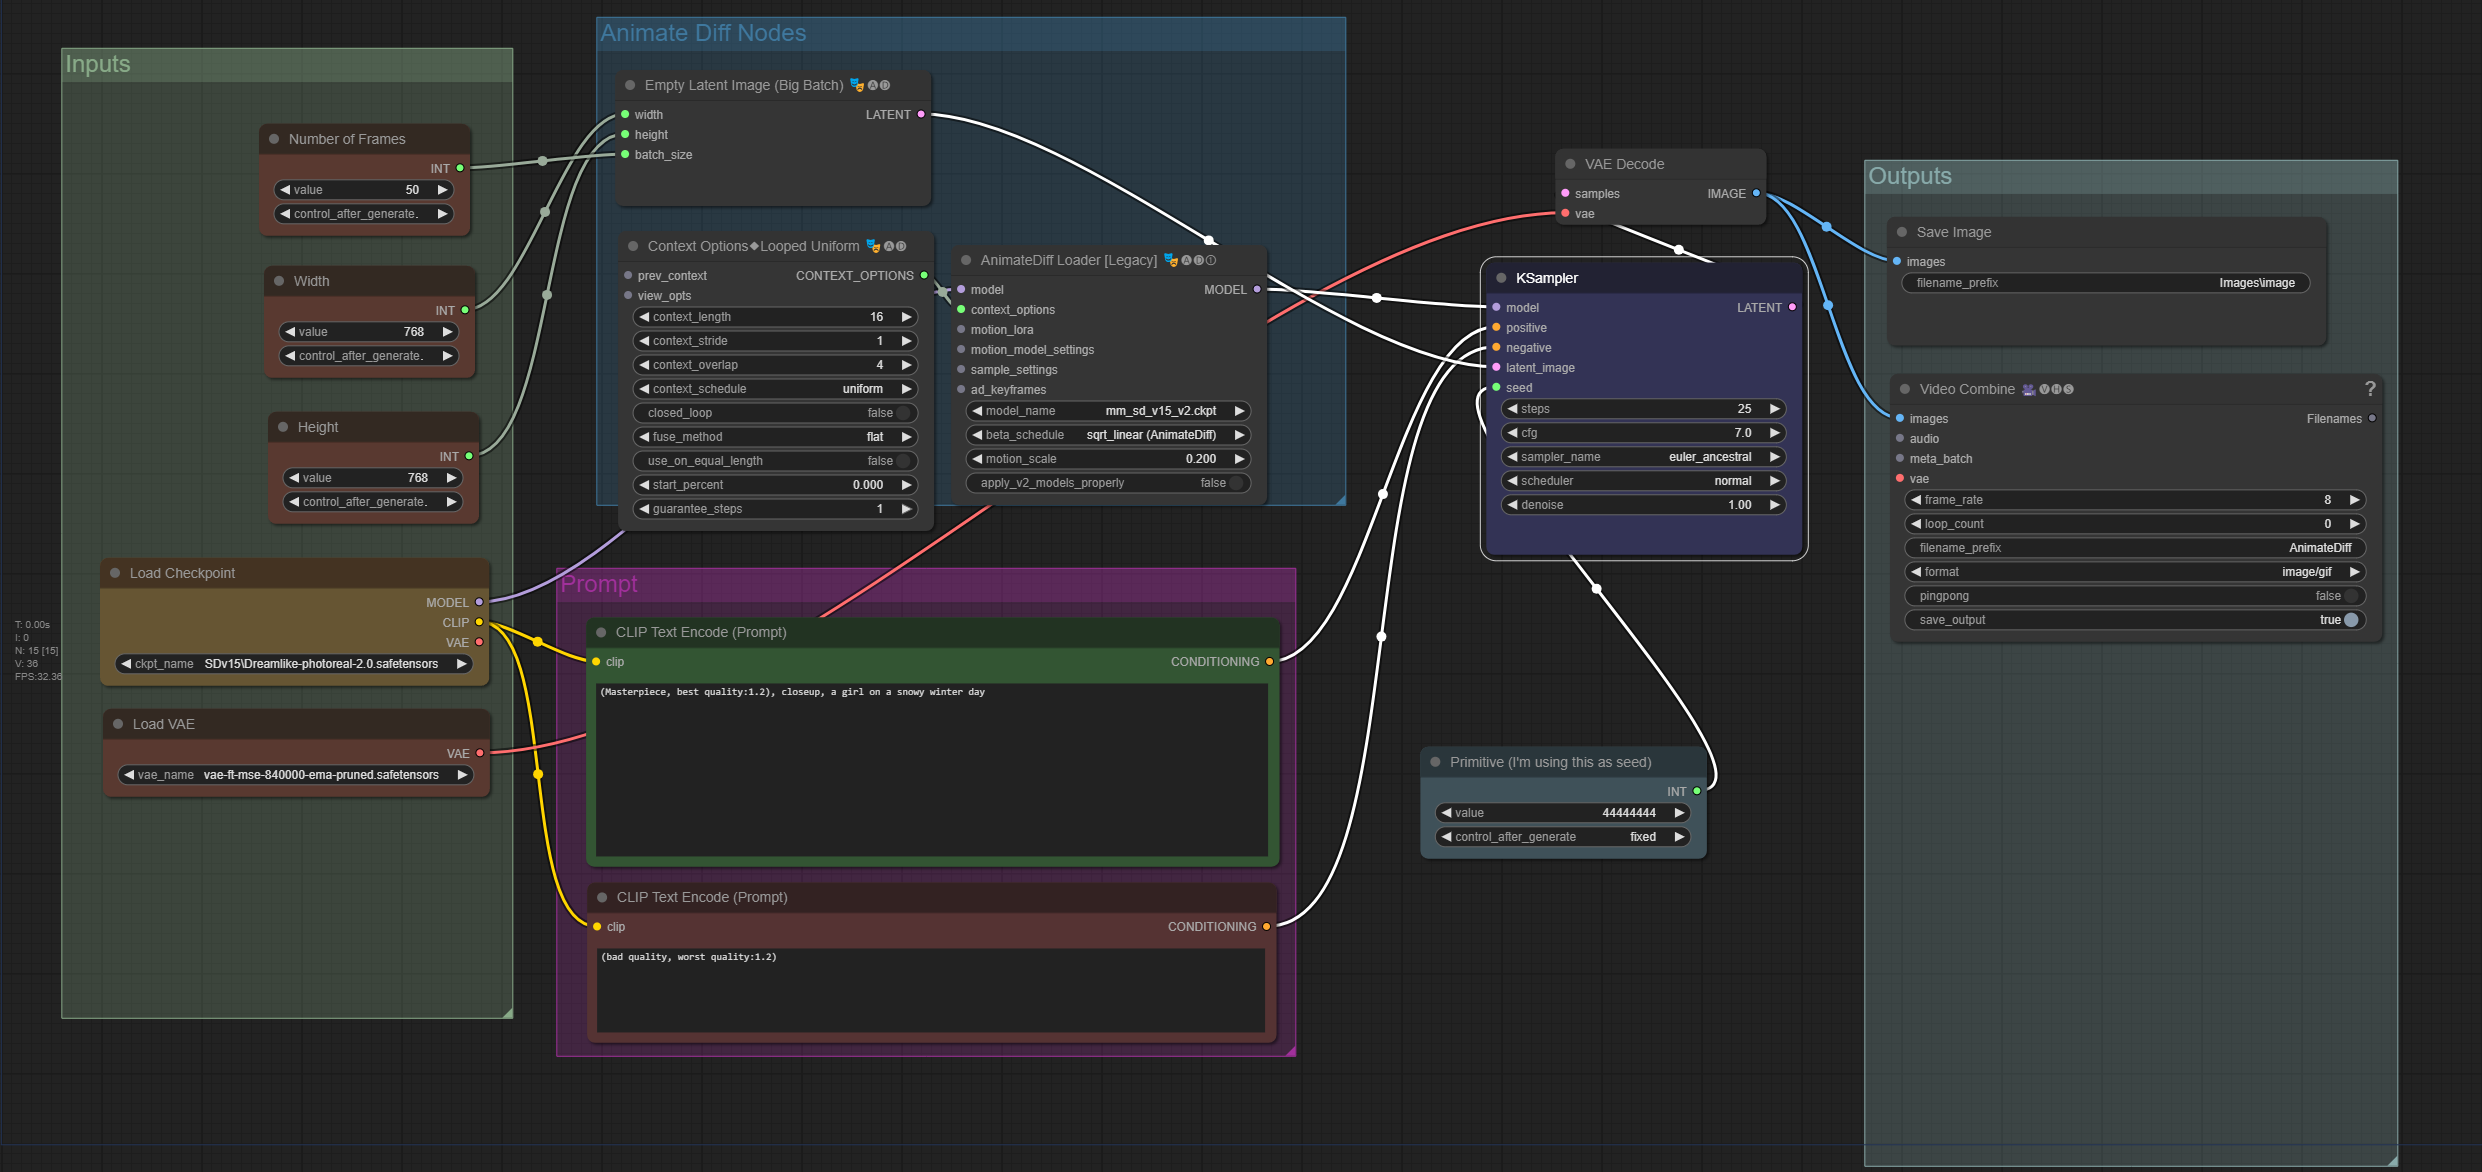 Inputs
Number of Frames
INT
value 50
control_after_generate.
Width
INT
value 768
control_after_generate.
Height
INT
value 768
control_after_generate.
Load Checkpoint
MODEL
CLIP
VAE
ckpt_name SDv15\Dreamlike-photoreal-2.0.safetensors
Load VAE
VAE
vae_name vae-ft-mse-840000-ema-pruned.safetensors
T: 0.00s
I: 0
N: 15 [15]
V: 36
FPS:32.36
Animate Diff Nodes
Empty Latent Image (Big Batch) 🎭🅐🅓
width LATENT
height
batch_size
Context Options◆Looped Uniform 🎭🅐🅓
prev_context CONTEXT_OPTIONS
view_opts
context_length 16
context_stride 1
context_overlap 4
context_schedule uniform
closed_loop false
fuse_method flat
use_on_equal_length false
start_percent 0.000
guarantee_steps 1
AnimateDiff Loader [Legacy] 🎭🅐🅓①
model MODEL
context_options
motion_lora
motion_model_settings
sample_settings
ad_keyframes
model_name mm_sd_v15_v2.ckpt
beta_schedule sqrt_linear (AnimateDiff)
motion_scale 0.200
apply_v2_models_properly false
Prompt
CLIP Text Encode (Prompt)
clip CONDITIONING
(Masterpiece, best quality:1.2), closeup, a girl on a snowy winter day
CLIP Text Encode (Prompt)
clip CONDITIONING
(bad quality, worst quality:1.2)
VAE Decode
samples IMAGE
vae
KSampler
model LATENT
positive
negative
latent_image
seed
steps 25
cfg 7.0
sampler_name euler_ancestral
scheduler normal
denoise 1.00
Primitive (I'm using this as seed)
INT
value 44444444
control_after_generate fixed
Outputs
Save Image
images
filename_prefix Images\image
Video Combine 🎥🅥🅗🅢 ?
images Filenames
audio
meta_batch
vae
frame_rate 8
loop_count 0
filename_prefix AnimateDiff
format image/gif
pingpong false
save_output true